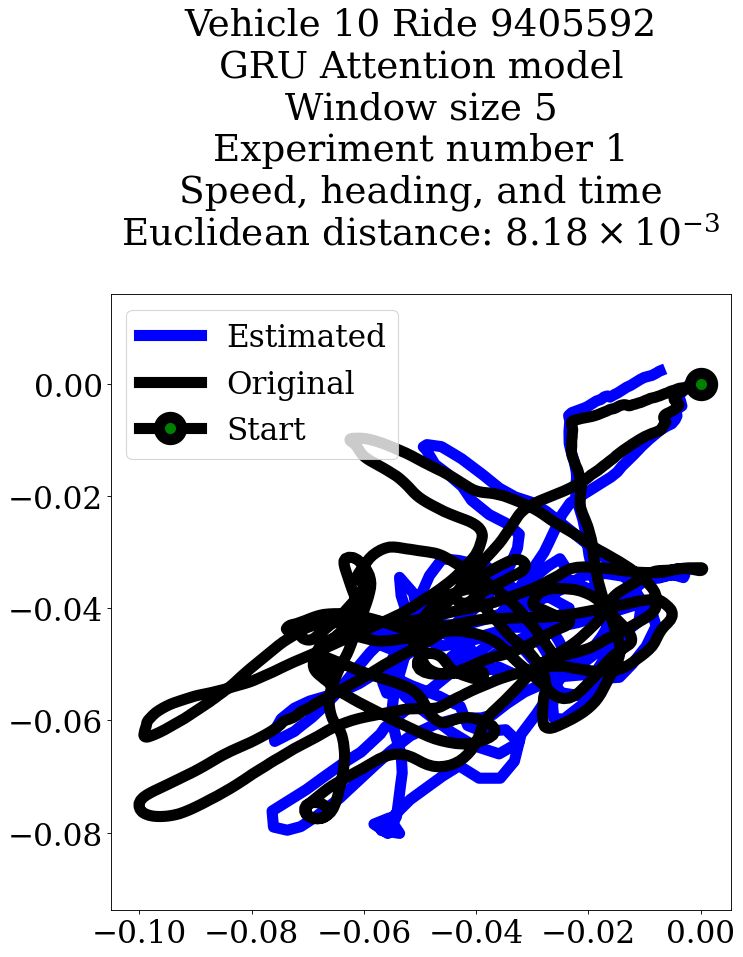 Vehicle 10 Ride 9405592
GRU Attention model
Window size 5
Experiment number 1
Speed, heading, and time
Euclidean distance: 8.18 × 10⁻³
Estimated
Original
Start
0.00
−0.02
−0.04
−0.06
−0.08
−0.10 −0.08 −0.06 −0.04 −0.02 0.00